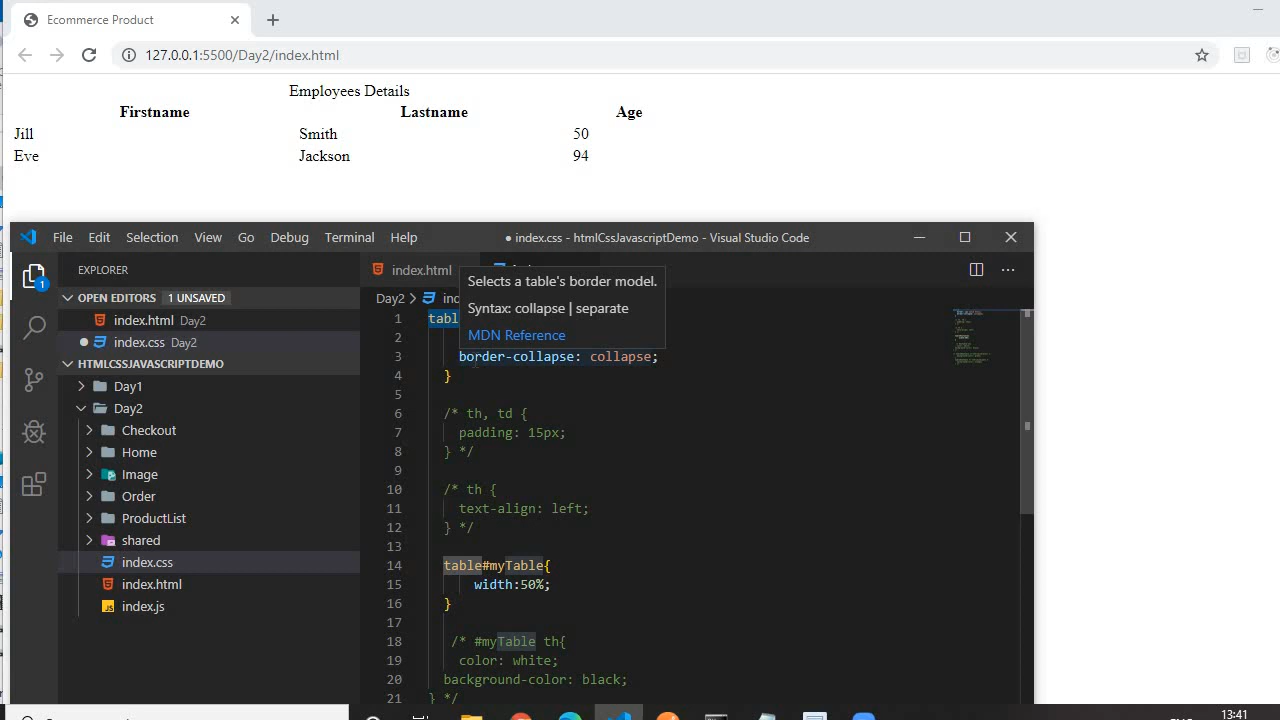 Ecommerce Product
127.0.0.1:5500/Day2/index.html
Employees Details
Firstname Lastname Age
Jill Smith 50
Eve Jackson 94
File Edit Selection View Go Debug Terminal Help
● index.css - htmlCssJavascriptDemo - Visual Studio Code
EXPLORER
OPEN EDITORS 1 UNSAVED
index.html Day2
index.css Day2
HTMLCSSJAVASCRIPTDEMO
Day1
Day2
Checkout
Home
Image
Order
ProductList
shared
index.css
index.html
JS index.js
1
index.html
Day2
Selects a table's border model.
Syntax: collapse | separate
MDN Reference
1 tabl
2
3 border-collapse: collapse;
4 }
5
6 /* th, td {
7 padding: 15px;
8 } */
9
10 /* th {
11 text-align: left;
12 } */
13
14 table#myTable{
15 width:50%;
16 }
17
18 /* #myTable th{
19 color: white;
20 background-color: black;
21 } */
13:41